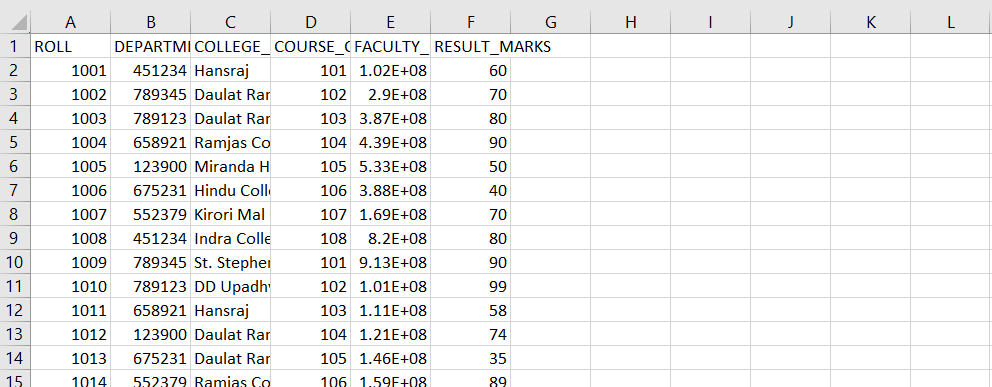 A B C D E F G H I J K L
1 ROLL DEPARTME COLLEGE_ COURSE_C FACULTY_ RESULT_MARKS
2 1001 451234 Hansraj 101 1.02E+08 60
3 1002 789345 Daulat Rar 102 2.9E+08 70
4 1003 789123 Daulat Rar 103 3.87E+08 80
5 1004 658921 Ramjas Co 104 4.39E+08 90
6 1005 123900 Miranda H 105 5.33E+08 50
7 1006 675231 Hindu Colle 106 3.88E+08 40
8 1007 552379 Kirori Mal 107 1.69E+08 70
9 1008 451234 Indra Colle 108 8.2E+08 80
10 1009 789345 St. Stepher 101 9.13E+08 90
11 1010 789123 DD Upadhy 102 1.01E+08 99
12 1011 658921 Hansraj 103 1.11E+08 58
13 1012 123900 Daulat Rar 104 1.21E+08 74
14 1013 675231 Daulat Rar 105 1.46E+08 35
15 1014 552379 Ramjas Co 106 1.59E+08 89